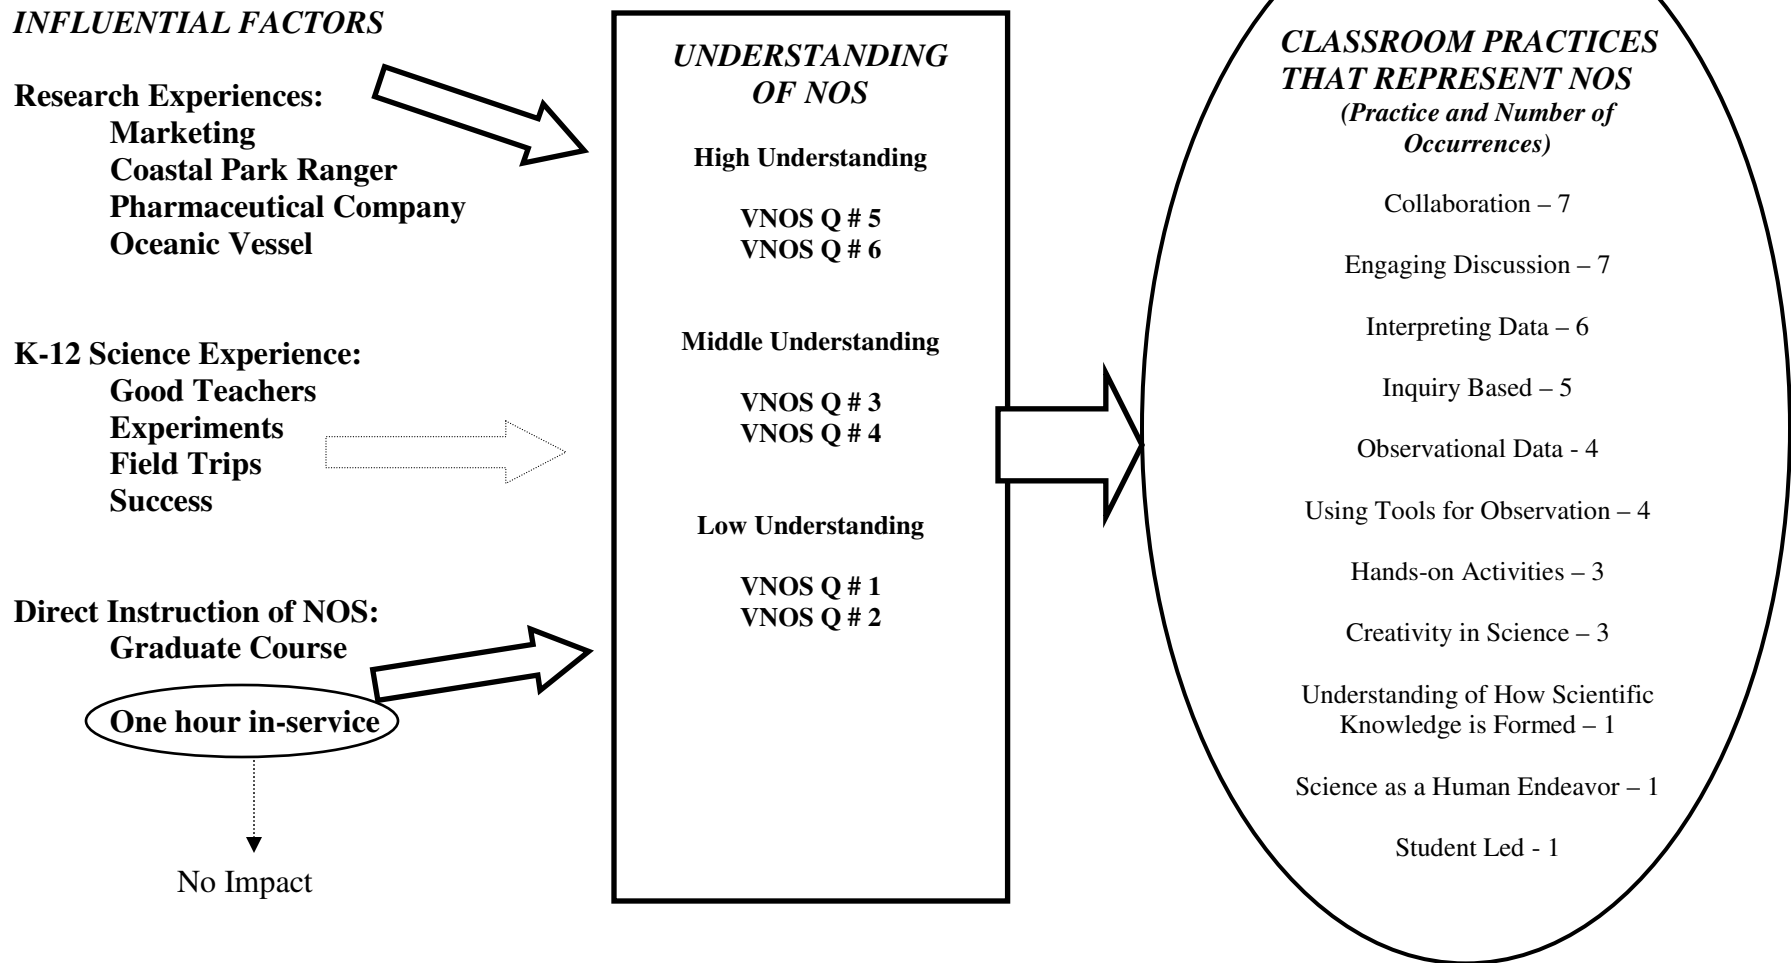 INFLUENTIAL FACTORS
Research Experiences:
Marketing
Coastal Park Ranger
Pharmaceutical Company
Oceanic Vessel
K-12 Science Experience:
Good Teachers
Experiments
Field Trips
Success
Direct Instruction of NOS:
Graduate Course
One hour in-service
No Impact
UNDERSTANDING
OF NOS
High Understanding
VNOS Q # 5
VNOS Q # 6
Middle Understanding
VNOS Q # 3
VNOS Q # 4
Low Understanding
VNOS Q # 1
VNOS Q # 2
CLASSROOM PRACTICES
THAT REPRESENT NOS
(Practice and Number of
Occurrences)
Collaboration – 7
Engaging Discussion – 7
Interpreting Data – 6
Inquiry Based – 5
Observational Data - 4
Using Tools for Observation – 4
Hands-on Activities – 3
Creativity in Science – 3
Understanding of How Scientific
Knowledge is Formed – 1
Science as a Human Endeavor – 1
Student Led - 1